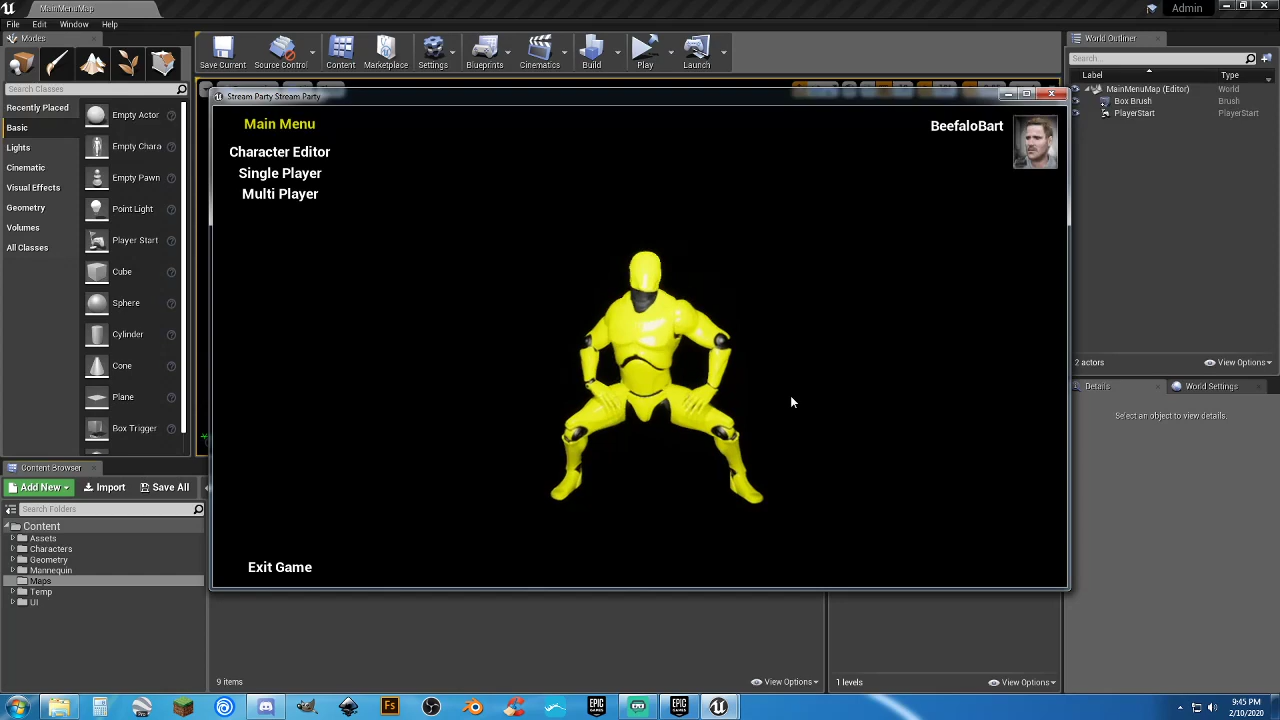 MainMenuMap
Admin
File Edit Window Help
Modes
Search Classes
Recently Placed
Basic
Lights
Cinematic
Visual Effects
Geometry
Volumes
All Classes
Empty Actor
Empty Chara
Empty Pawn
Point Light
Player Start
Cube
Sphere
Cylinder
Cone
Plane
Box Trigger
Save Current
Source Control
Content
Marketplace
Settings
Blueprints
Cinematics
Build
Play
Launch
Stream Party Stream Party
Main Menu
Character Editor
Single Player
Multi Player
Exit Game
BeefaloBart
World Outliner
Search...
Label Type
MainMenuMap (Editor) World
Box Brush Brush
PlayerStart PlayerStart
2 actors View Options
Details World Settings
Select an object to view details.
Content Browser
Add New Import Save All
Search Folders
Content
Assets
Characters
Geometry
Mannequin
Maps
Temp
UI
9 items View Options
1 levels View Options
Pro
Fs
EPIC GAMES
EPIC GAMES
9:45 PM
2/10/2020